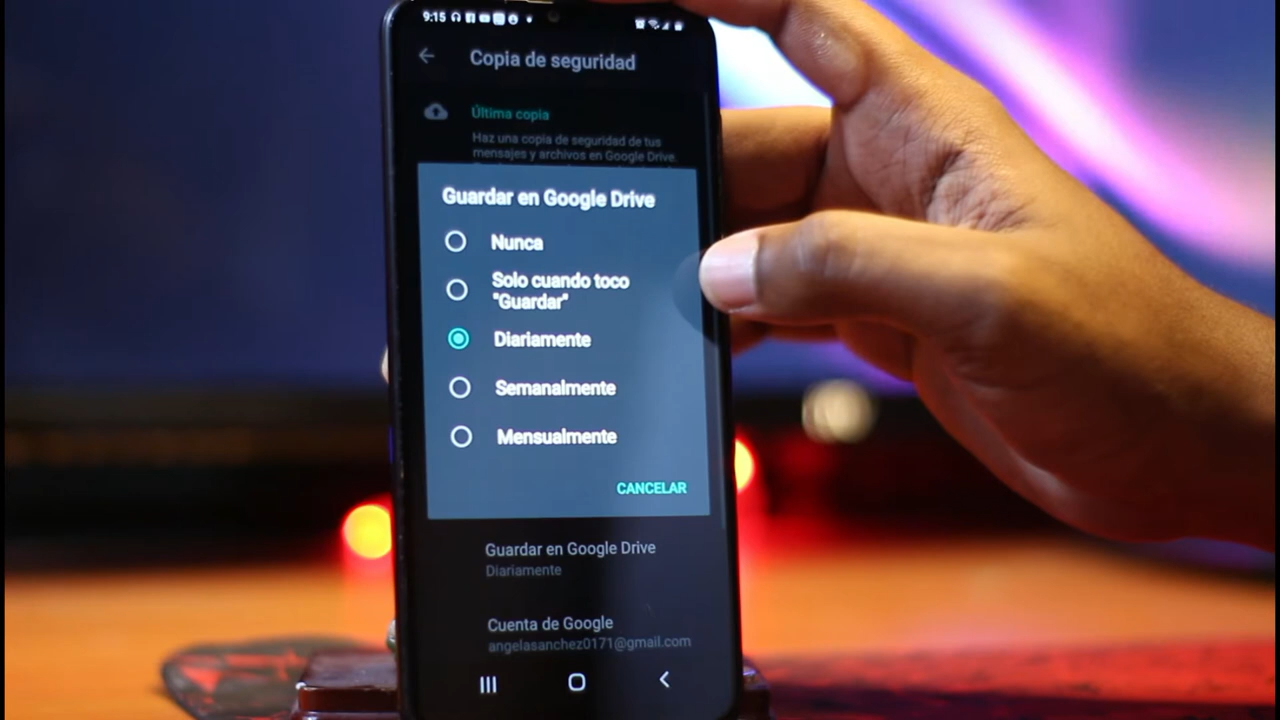 9:15
Copia de seguridad
Última copia
Haz una copia de seguridad de tus
mensajes y archivos en Google Drive.
Guardar en Google Drive
Nunca
Solo cuando toco
"Guardar"
Diariamente
Semanalmente
Mensualmente
CANCELAR
Guardar en Google Drive
Diariamente
Cuenta de Google
angelasanchez0171@gmail.com